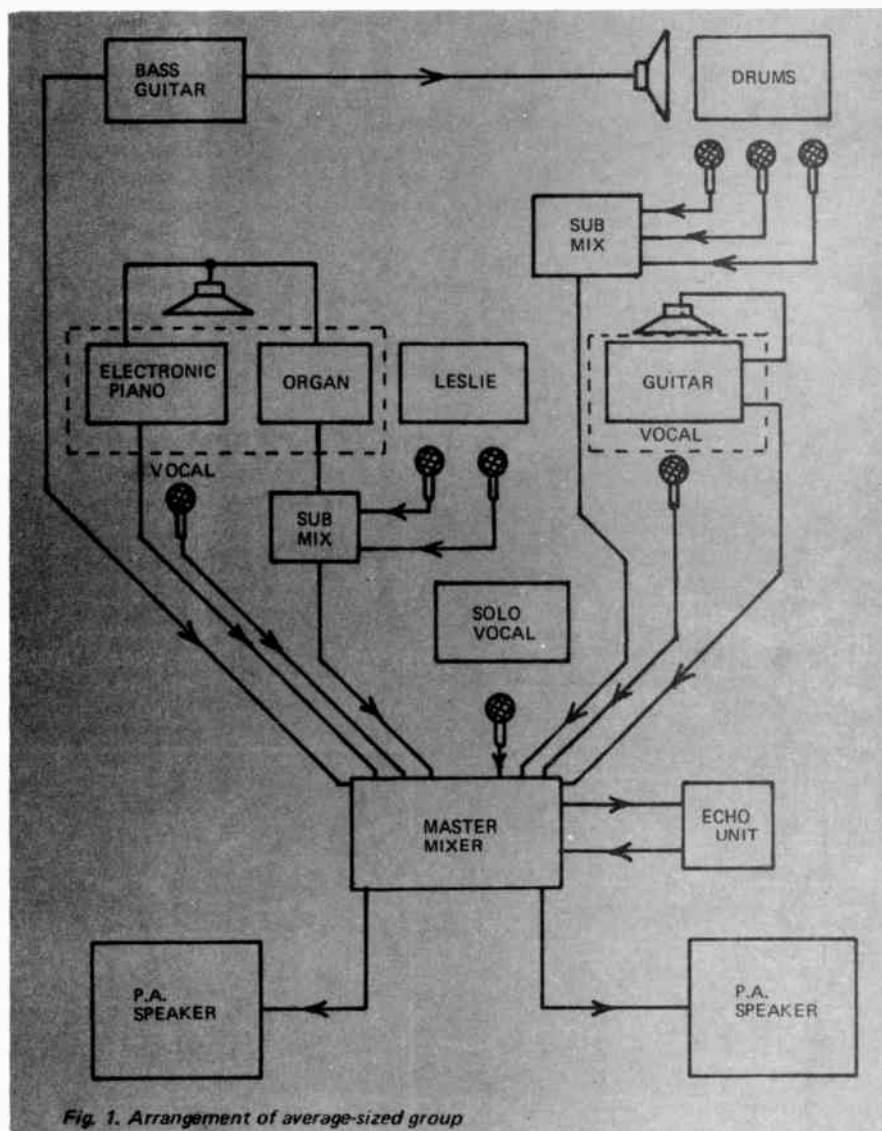 BASS
GUITAR
DRUMS
SUB
MIX
ELECTRONIC
PIANO
ORGAN
LESLIE
GUITAR
VOCAL
VOCAL
SUB
MIX
SOLO
VOCAL
MASTER
MIXER
ECHO
UNIT
P.A.
SPEAKER
P.A.
SPEAKER
Fig. 1. Arrangement of average-sized group